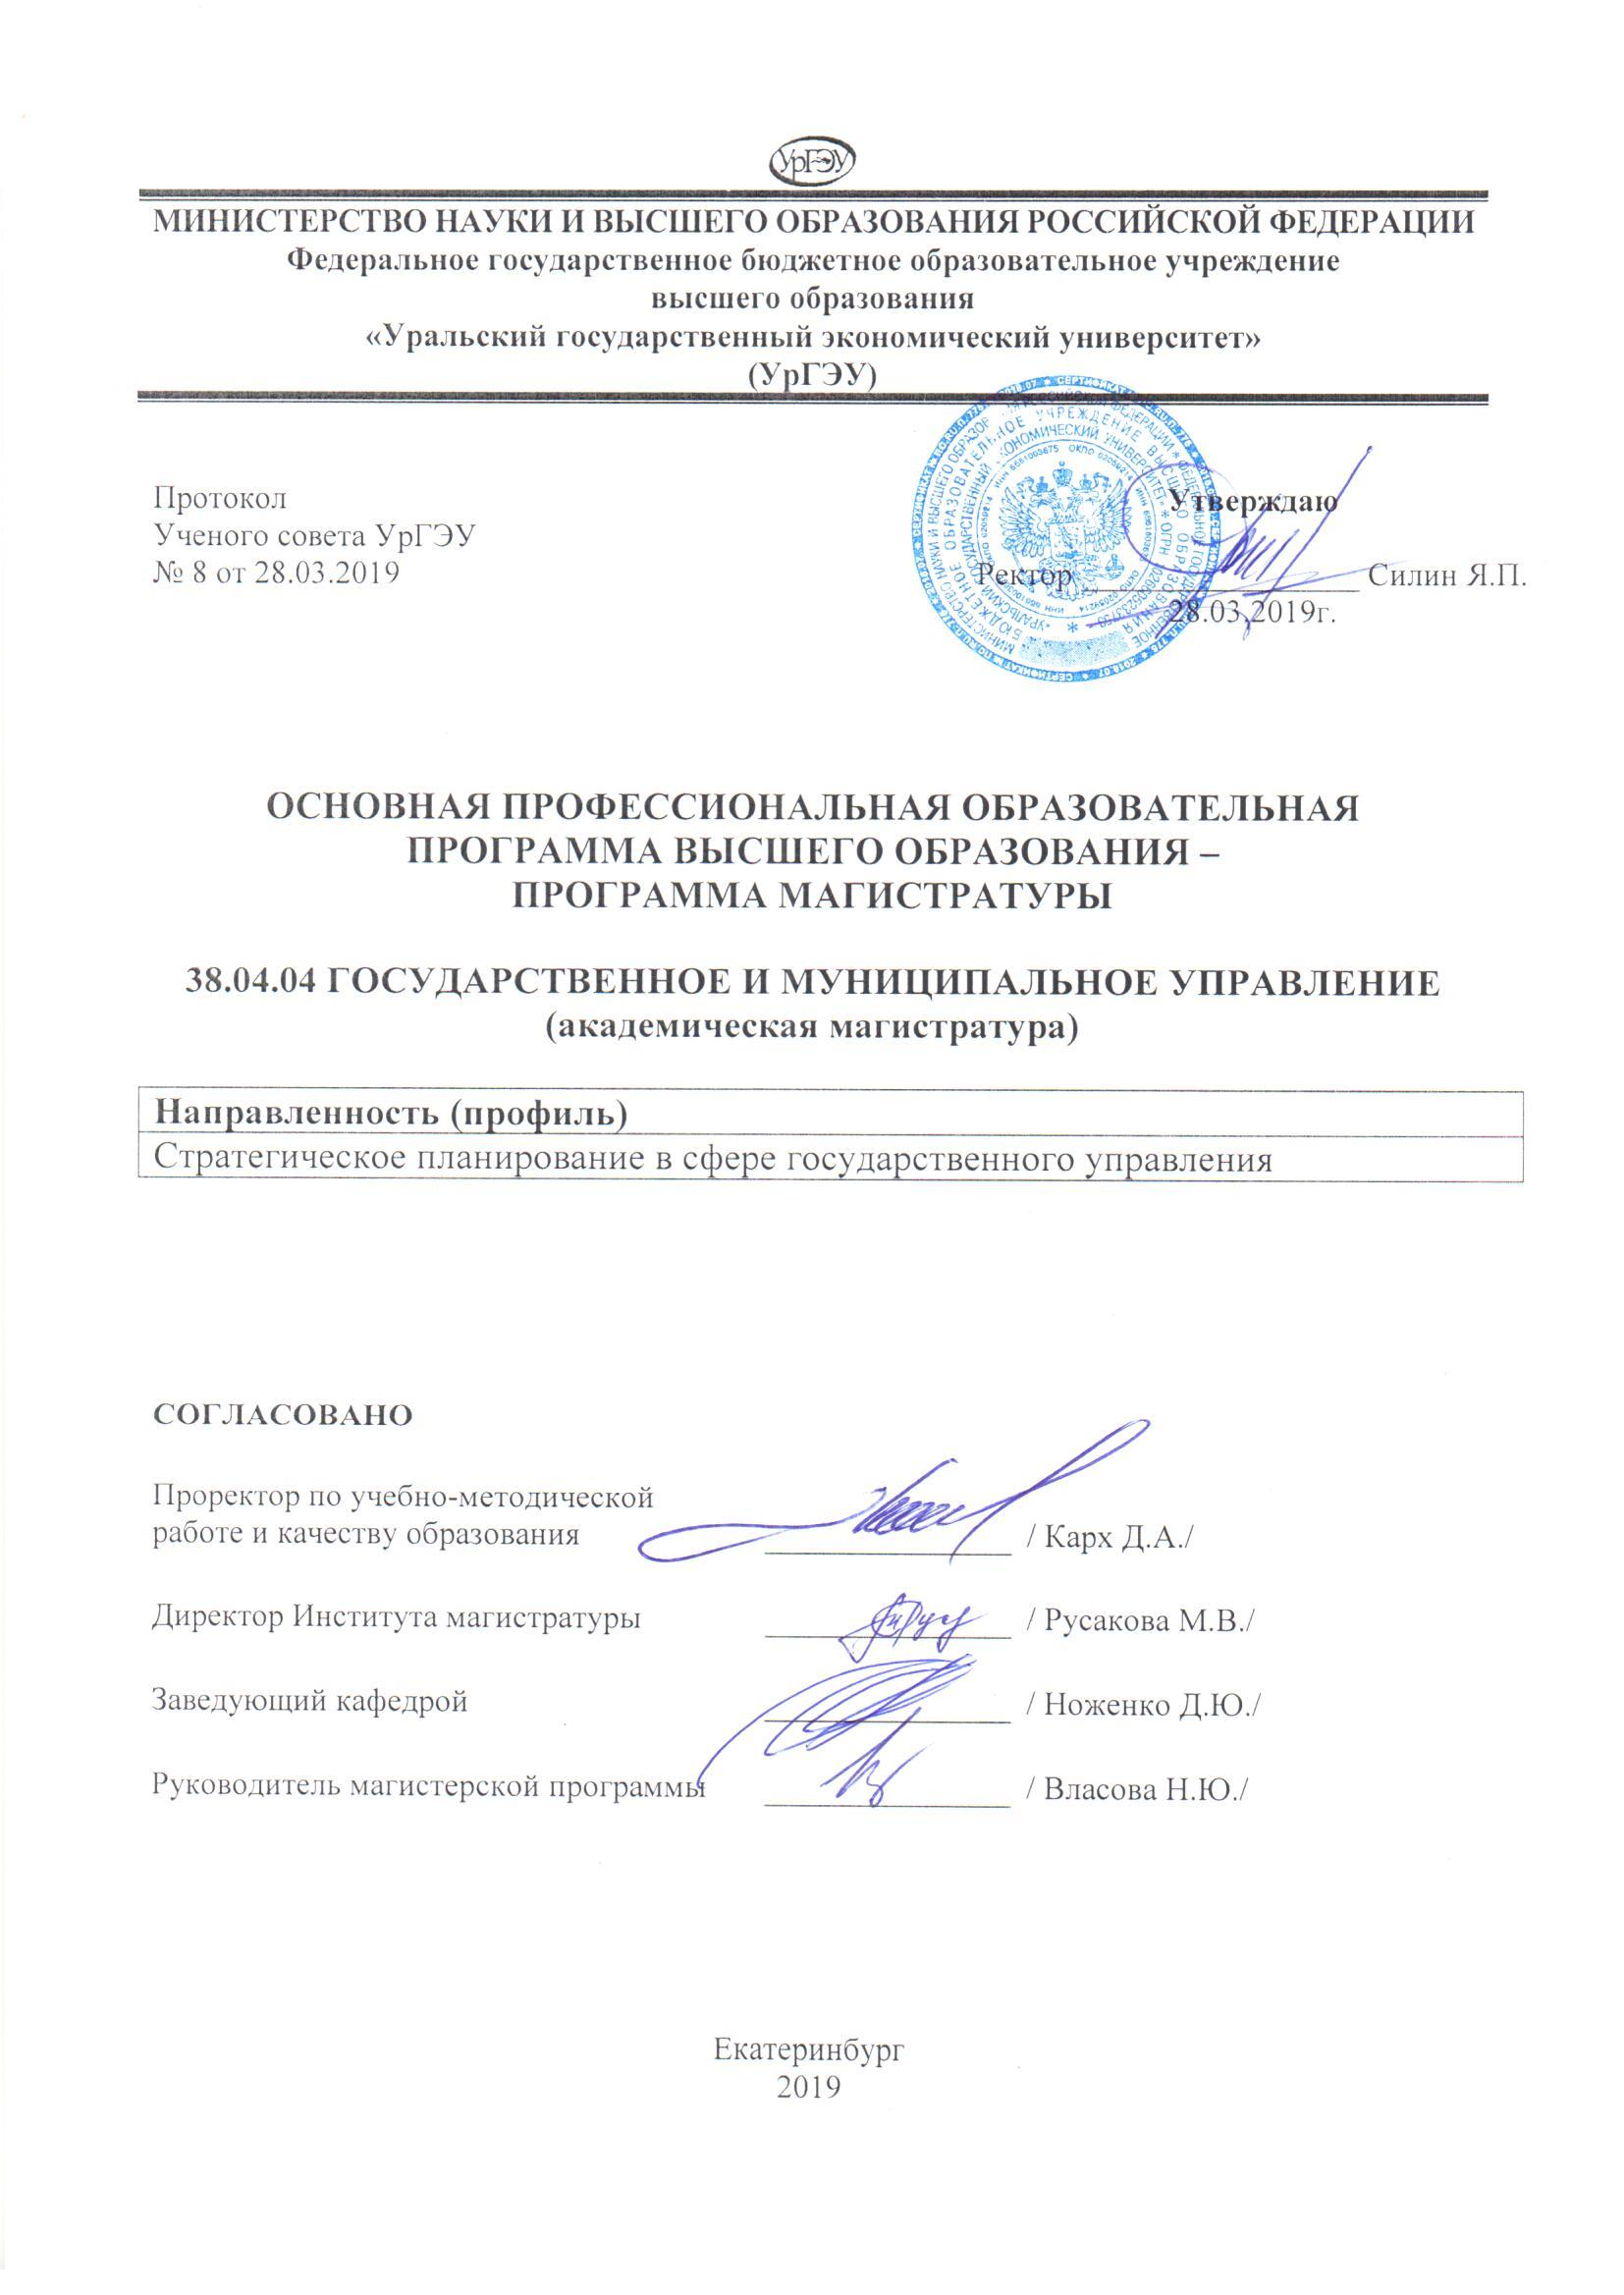 УрГЭУ
МИНИСТЕРСТВО НАУКИ И ВЫСШЕГО ОБРАЗОВАНИЯ РОССИЙСКОЙ ФЕДЕРАЦИИ
Федеральное государственное бюджетное образовательное учреждение
высшего образования
«Уральский государственный экономический университет»
(УрГЭУ)
Протокол
Ученого совета УрГЭУ
№ 8 от 28.03.2019
Утверждаю
Ректор Силин Я.П.
28.03.2019г.
ОСНОВНАЯ ПРОФЕССИОНАЛЬНАЯ ОБРАЗОВАТЕЛЬНАЯ
ПРОГРАММА ВЫСШЕГО ОБРАЗОВАНИЯ –
ПРОГРАММА МАГИСТРАТУРЫ
38.04.04 ГОСУДАРСТВЕННОЕ И МУНИЦИПАЛЬНОЕ УПРАВЛЕНИЕ
(академическая магистратура)
Направленность (профиль)
Стратегическое планирование в сфере государственного управления
СОГЛАСОВАНО
Проректор по учебно-методической
работе и качеству образования / Карх Д.А./
Директор Института магистратуры / Русакова М.В./
Заведующий кафедрой / Ноженко Д.Ю./
Руководитель магистерской программы / Власова Н.Ю./
Екатеринбург
2019